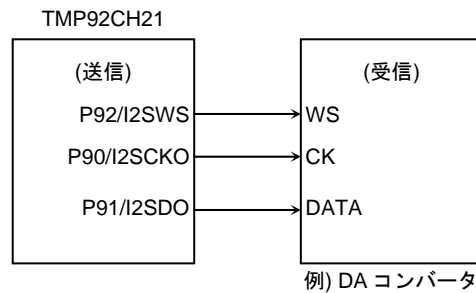 TMP92CH21
(送信) (受信)
P92/I2SWS WS
P90/I2SCKO CK
P91/I2SDO DATA
例) DA コンバータ